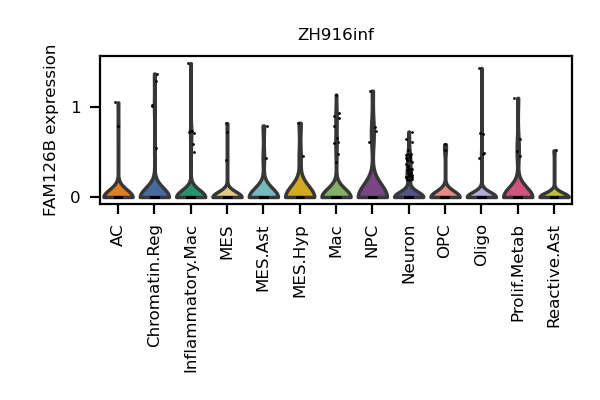 ZH916inf
FAM126B expression
1
0
AC
Chromatin.Reg
Inflammatory.Mac
MES
MES.Ast
MES.Hyp
Mac
NPC
Neuron
OPC
Oligo
Prolif.Metab
Reactive.Ast